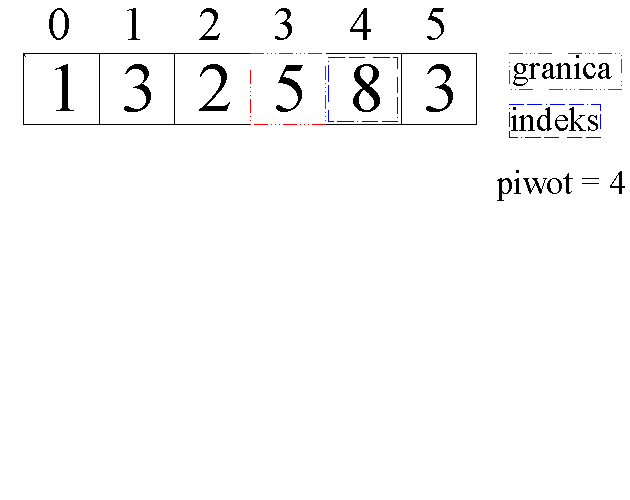 0 1 2 3 4 5
1 3 2 5 8 3
granica
indeks
piwot = 4